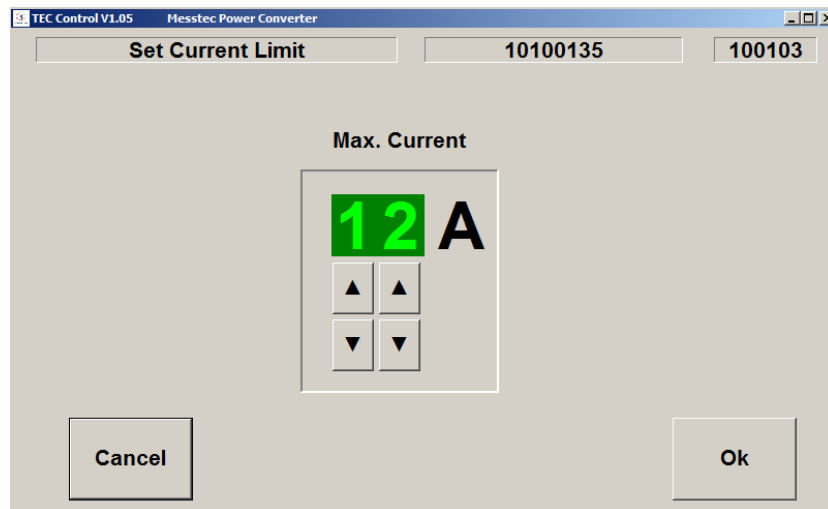 TEC Control V1.05 Messtec Power Converter
Set Current Limit 10100135 100103
Max. Current
12 A
▲ ▲
▼ ▼
Cancel Ok